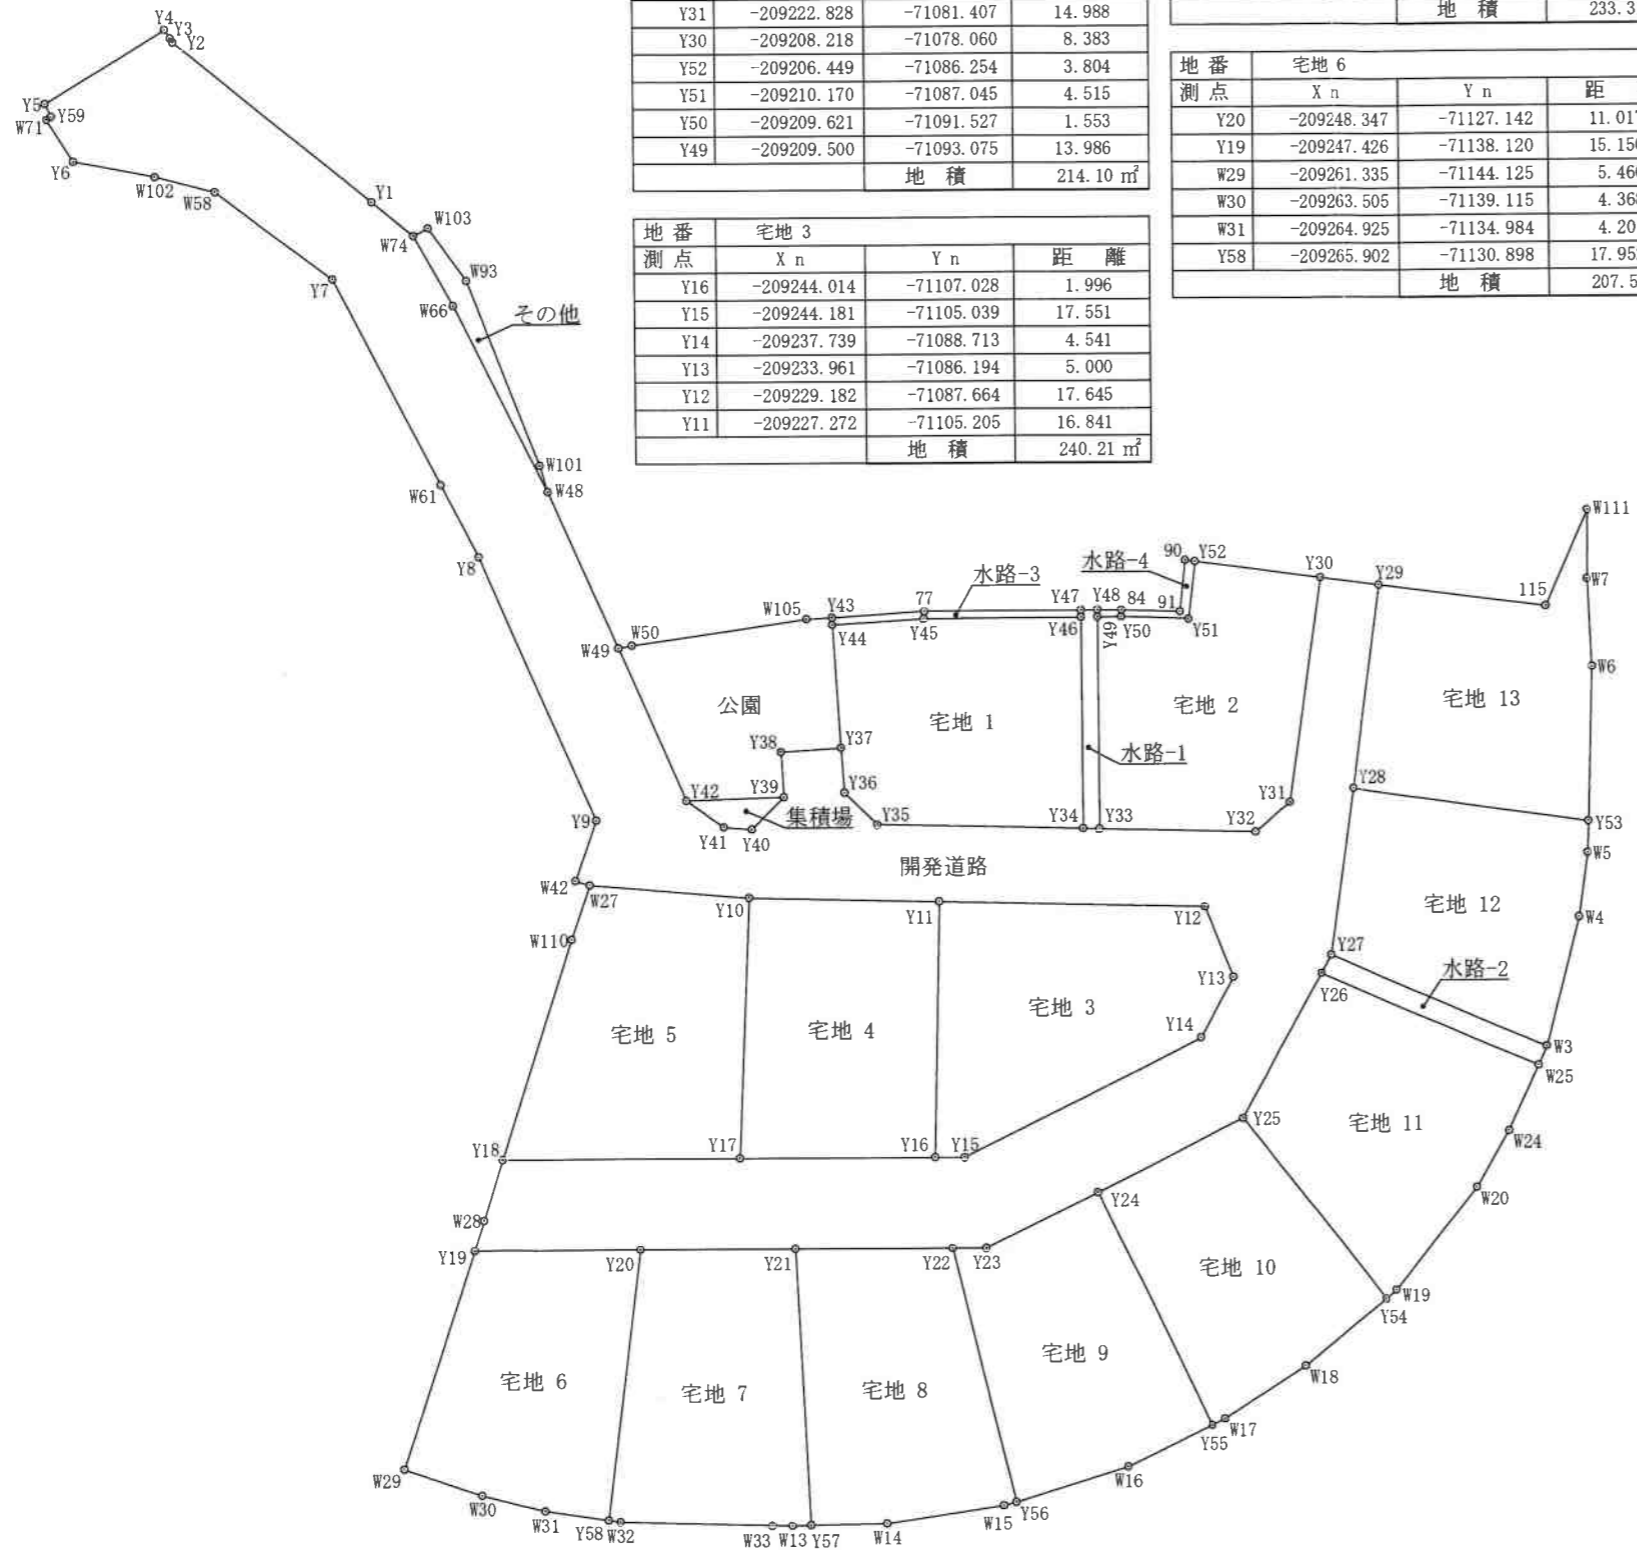 Y31 -209222.828 -71081.407 14.988
Y30 -209208.218 -71078.060 8.383
Y52 -209206.449 -71086.254 3.804
Y51 -209210.170 -71087.045 4.515
Y50 -209209.621 -71091.527 1.553
Y49 -209209.500 -71093.075 13.986
地 積 214.10 ㎡
地 番 宅地 3
測 点 X n Y n 距 離
Y16 -209244.014 -71107.028 1.996
Y15 -209244.181 -71105.039 17.551
Y14 -209237.739 -71088.713 4.541
Y13 -209233.961 -71086.194 5.000
Y12 -209229.182 -71087.664 17.645
Y11 -209227.272 -71105.205 16.841
地 積 240.21 ㎡
地 積 233.3
地 番 宅地 6
測 点 X n Y n 距
Y20 -209248.347 -71127.142 11.017
Y19 -209247.426 -71138.120 15.150
W29 -209261.335 -71144.125 5.460
W30 -209263.505 -71139.115 4.368
W31 -209264.925 -71134.984 4.20
Y58 -209265.902 -71130.898 17.95
地 積 207.5
Y4
Y3
Y2
Y5
Y59
W71
Y6
W102
W58
Y1
W103
W74
W93
Y7
W66
その他
W101
W61
W48
Y8
W111
90
Y52
水路-4
Y30
Y29
W7
水路-3
115
W105
Y43
77
Y47
Y48
84
91
W50
Y44
Y45
Y46
Y49
Y50
Y51
W49
W6
公園
宅地 1
宅地 2
宅地 13
Y38
Y37
水路-1
Y28
Y42
Y39
Y36
Y31
Y9
集積場
Y35
Y34
Y33
Y32
Y53
Y41
Y40
W5
開発道路
W42
W27
Y10
Y11
Y12
宅地 12
W4
W110
Y27
Y13
Y26
水路-2
宅地 5
宅地 4
宅地 3
Y14
W3
W25
Y25
宅地 11
W24
Y18
Y17
Y16
Y15
W20
Y24
W28
Y19
Y20
Y21
Y22
Y23
宅地 10
W19
Y54
宅地 6
宅地 7
宅地 8
宅地 9
W18
W17
Y55
W29
W16
W30
W31
Y58
W32
W33
W13
Y57
W14
W15
Y56